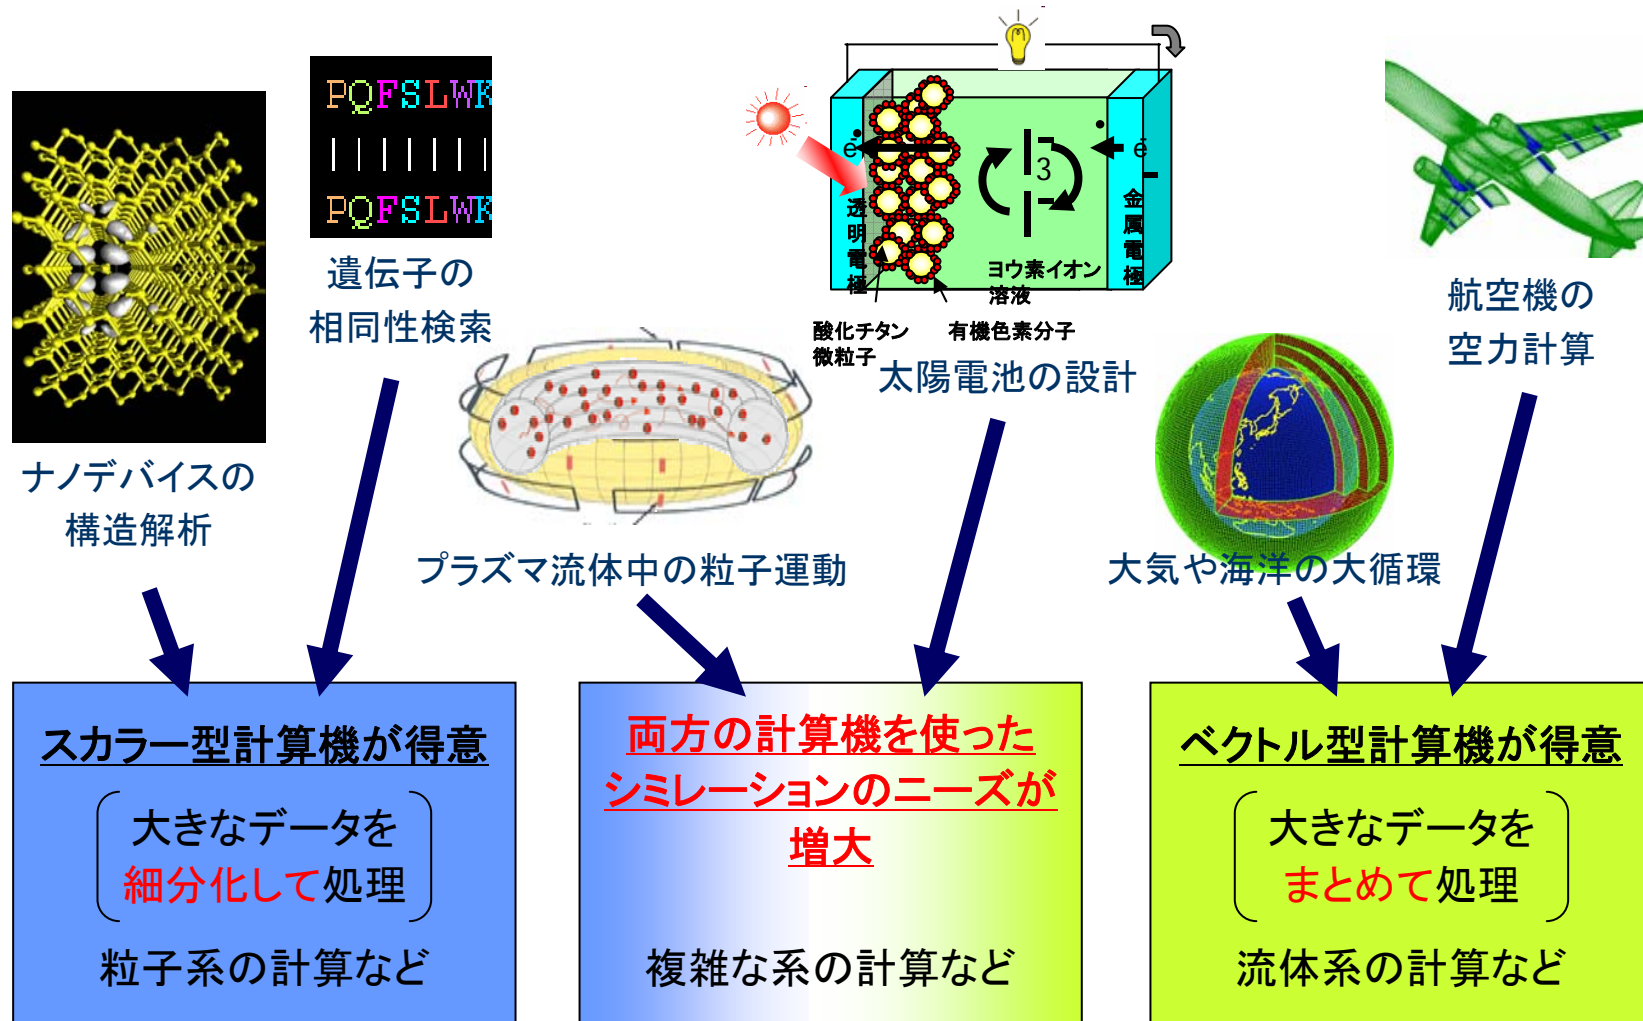 PQFSLWK
PQFSLWK
遺伝子の
相同性検索
ナノデバイスの
構造解析
プラズマ流体中の粒子運動
e
透明電極
3
e
金属電極
ヨウ素イオン
溶液
酸化チタン
微粒子
有機色素分子
太陽電池の設計
大気や海洋の大循環
航空機の
空力計算
スカラー型計算機が得意
大きなデータを
細分化して処理
粒子系の計算など
両方の計算機を使った
シミレーションのニーズが
増大
複雑な系の計算など
ベクトル型計算機が得意
大きなデータを
まとめて処理
流体系の計算など